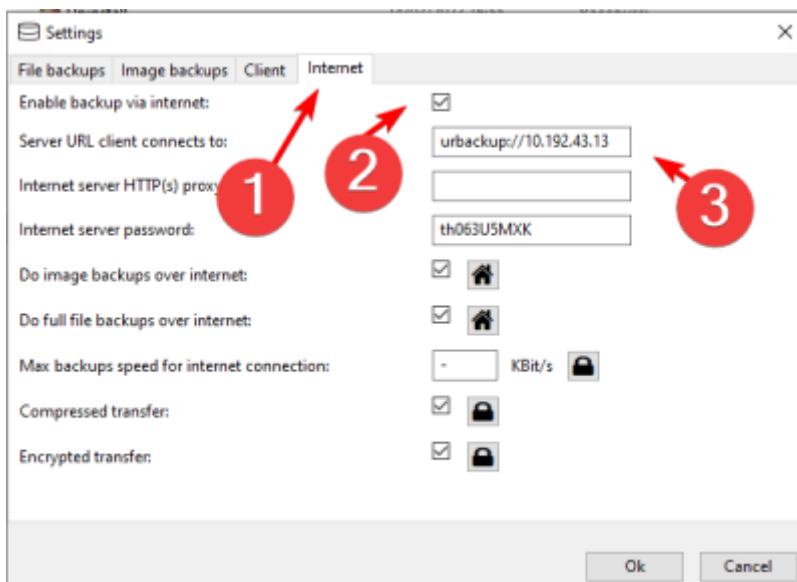 Settings
File backups Image backups Client Internet
Enable backup via internet:
Server URL client connects to: urbackup://10.192.43.13
Internet server HTTP(s) proxy
Internet server password: th063U5MXK
Do image backups over internet:
Do full file backups over internet:
Max backups speed for internet connection: - KBit/s
Compressed transfer:
Encrypted transfer:
Ok Cancel
1
2
3